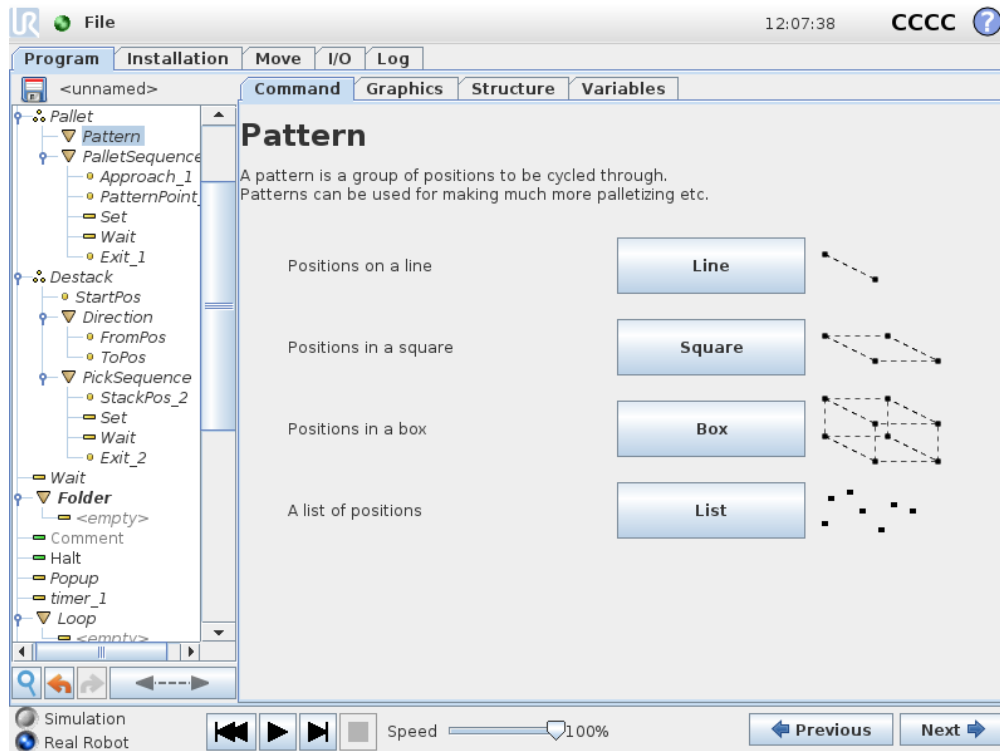 UR File 12:07:38 CCCC ?
Program Installation Move I/O Log
<unnamed>
Command Graphics Structure Variables
Pallet
Pattern
PalletSequence
Approach_1
PatternPoint_
Set
Wait
Exit_1
Destack
StartPos
Direction
FromPos
ToPos
PickSequence
StackPos_2
Set
Wait
Exit_2
Wait
Folder
<empty>
Comment
Halt
Popup
timer_1
Loop
<empty>
Pattern
A pattern is a group of positions to be cycled through.
Patterns can be used for making much more palletizing etc.
Positions on a line Line
Positions in a square Square
Positions in a box Box
A list of positions List
Simulation
Real Robot
Speed 100%
Previous Next